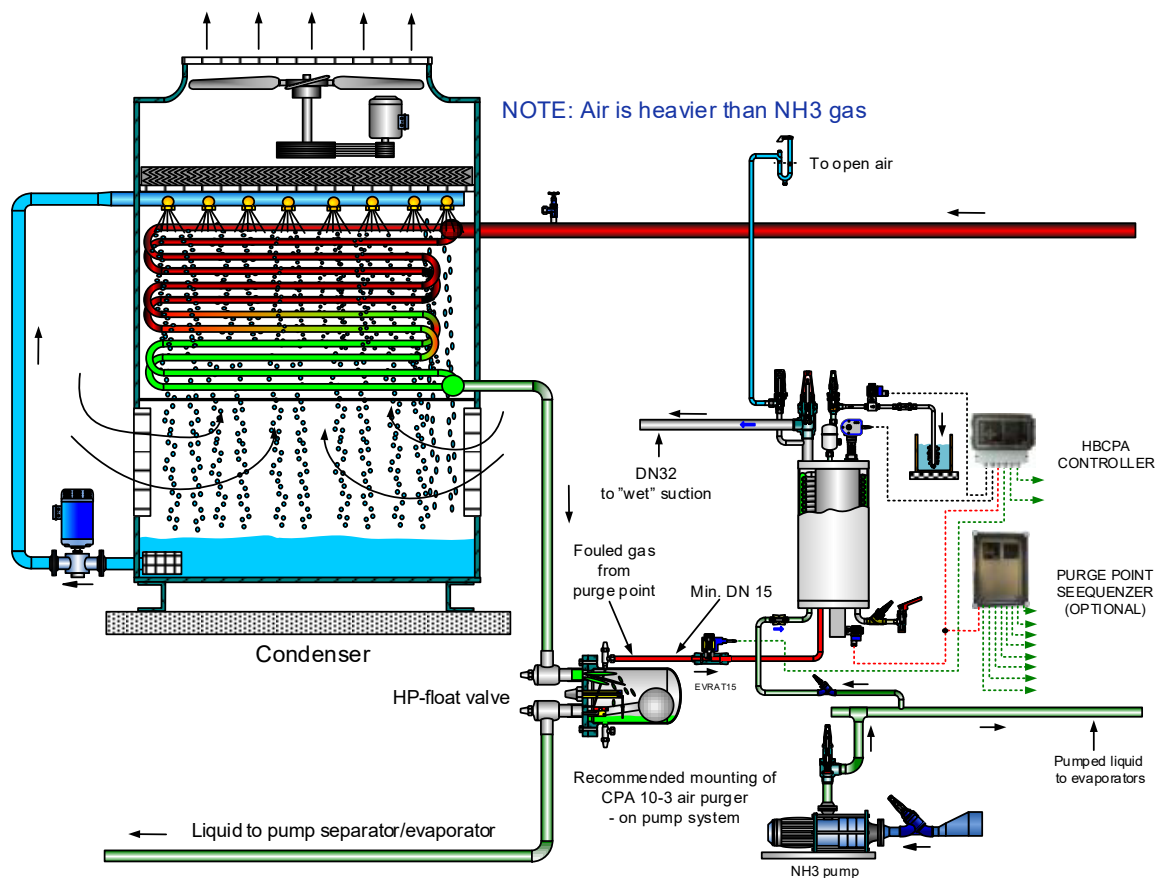 NOTE: Air is heavier than NH3 gas
To open air
DN32
to "wet" suction
HBCPA
CONTROLLER
Fouled gas
from
purge point
Min. DN 15
PURGE POINT
SEEQUENZER
(OPTIONAL)
Condenser
EVRAT15
HP-float valve
Pumped liquid
to evaporators
Recommended mounting of
CPA 10-3 air purger
- on pump system
Liquid to pump separator/evaporator
NH3 pump